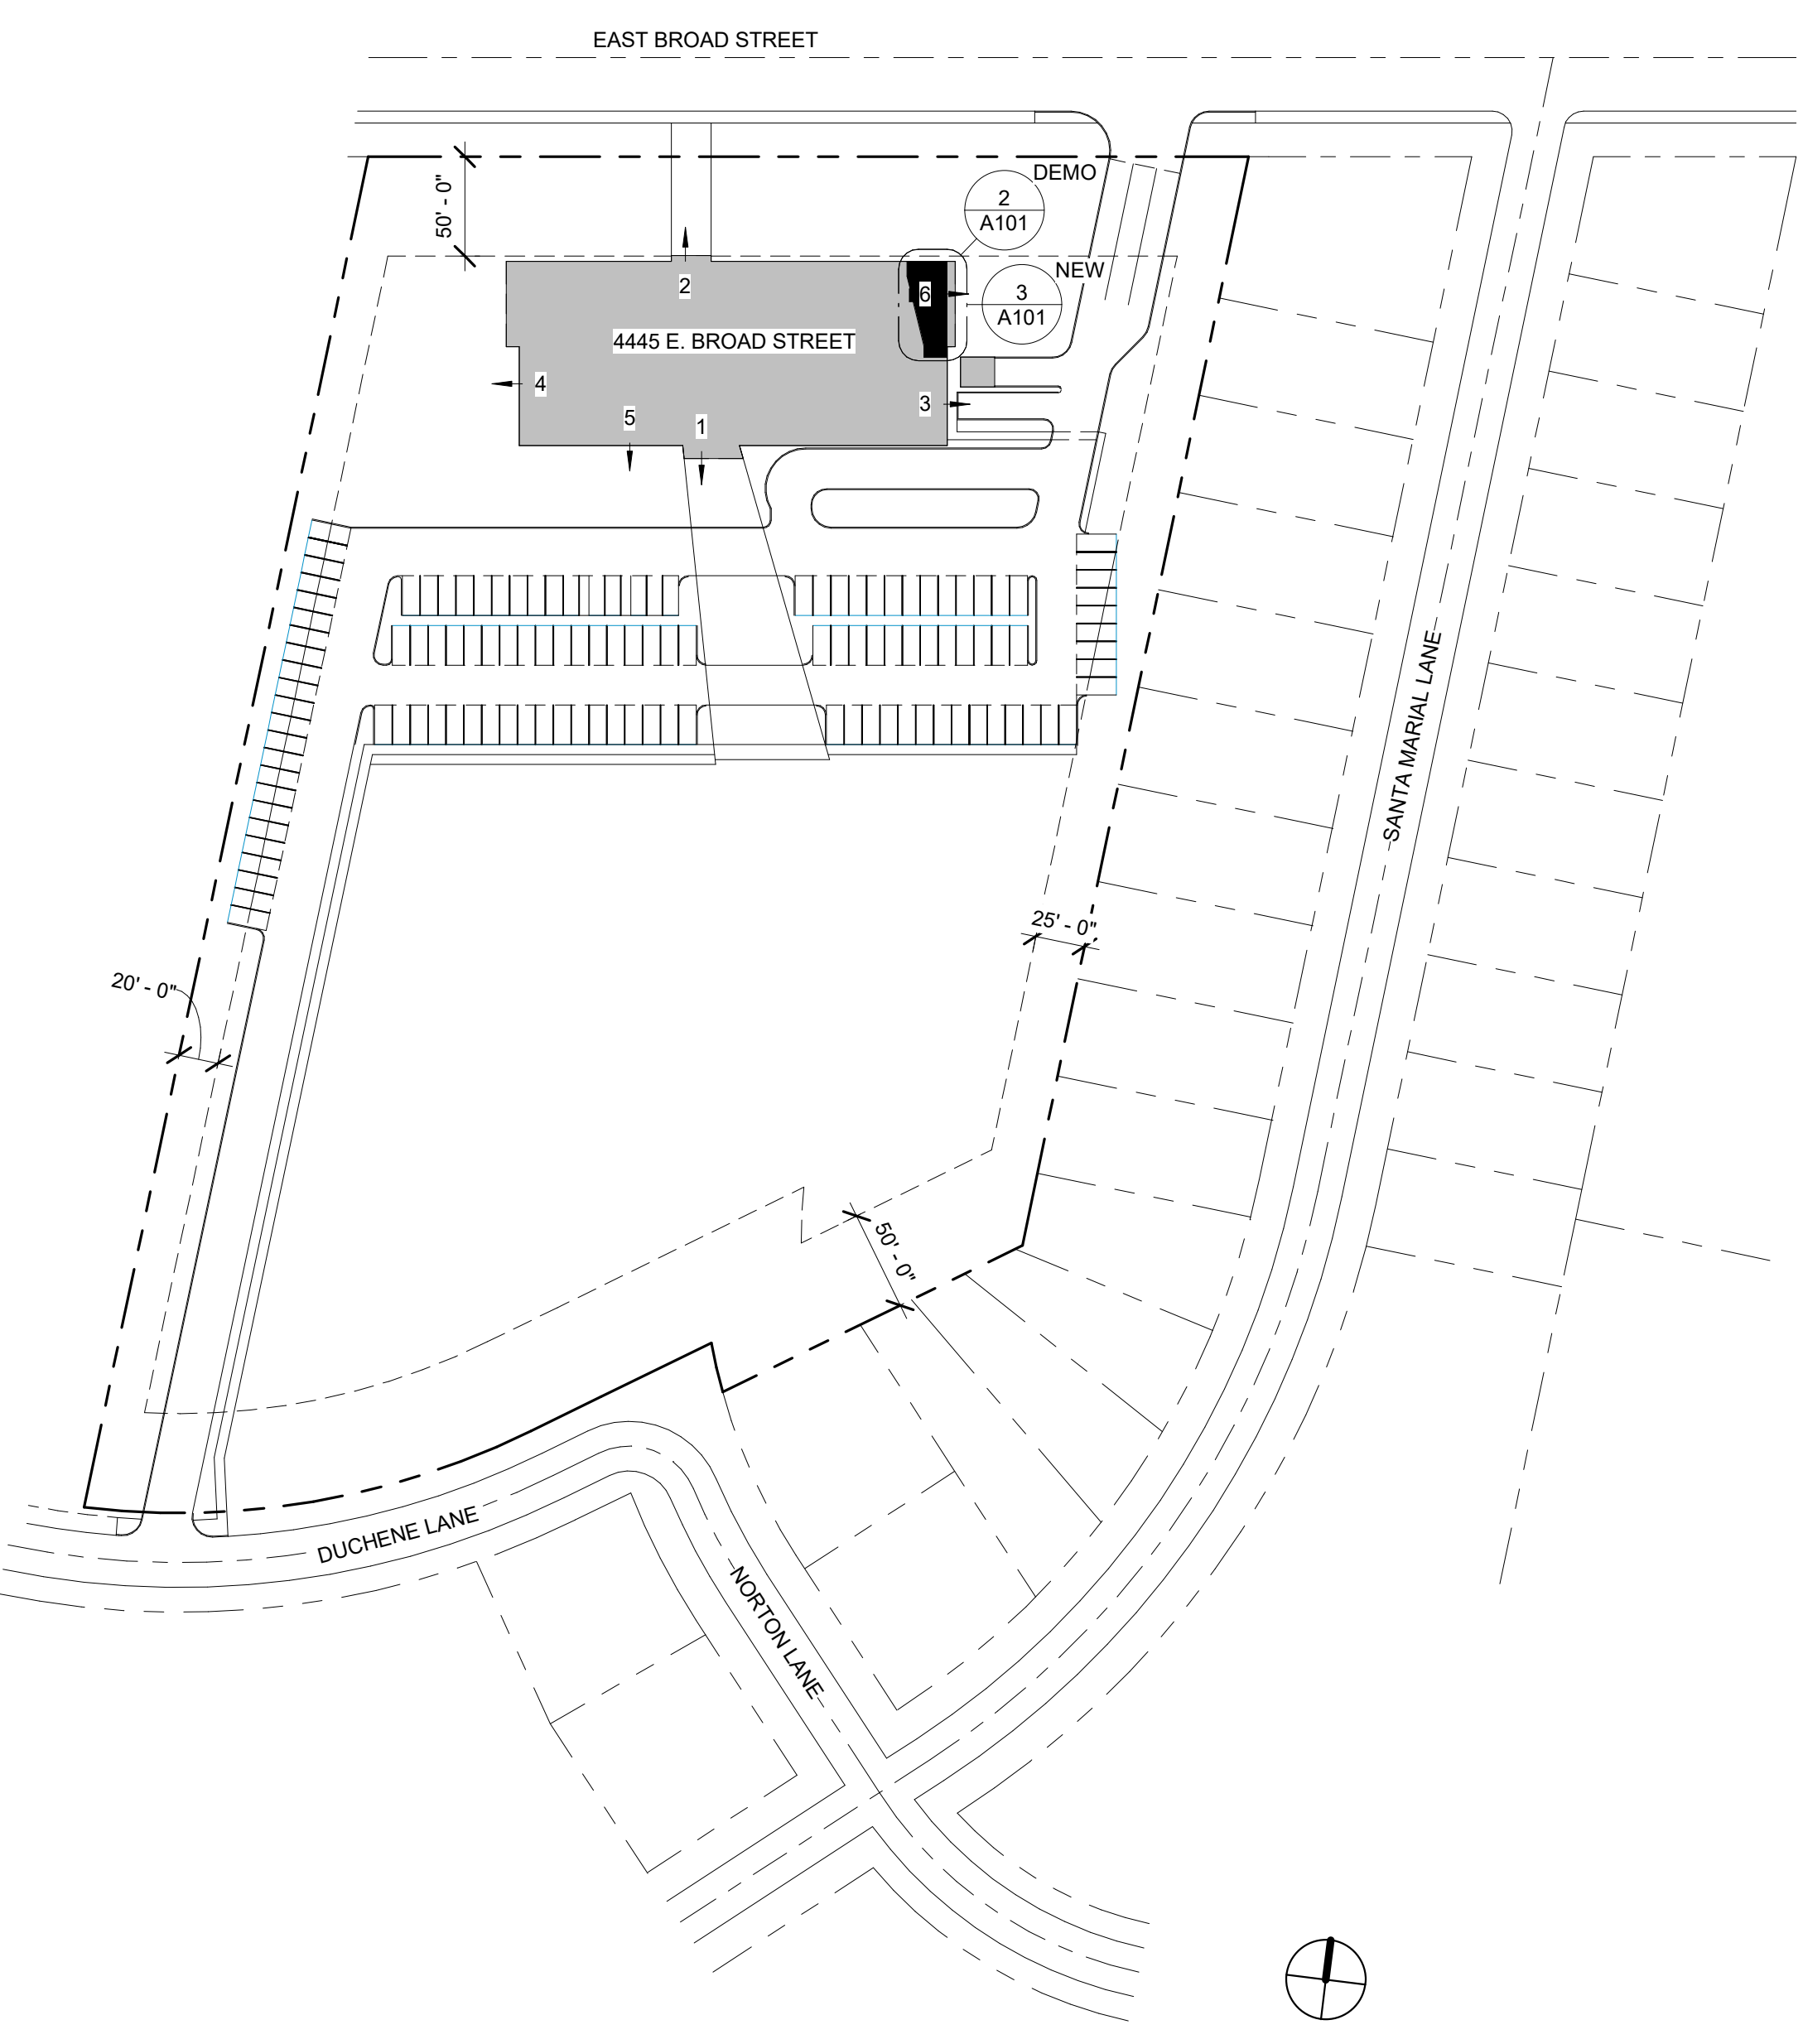 EAST BROAD STREET
50' - 0"
DEMO
2
A101
NEW
3
A101
2
6
4445 E. BROAD STREET
4
3
5
1
SANTA MARIAL LANE
25' - 0"
20' - 0"
50' - 0"
DUCHENE LANE
NORTON LANE